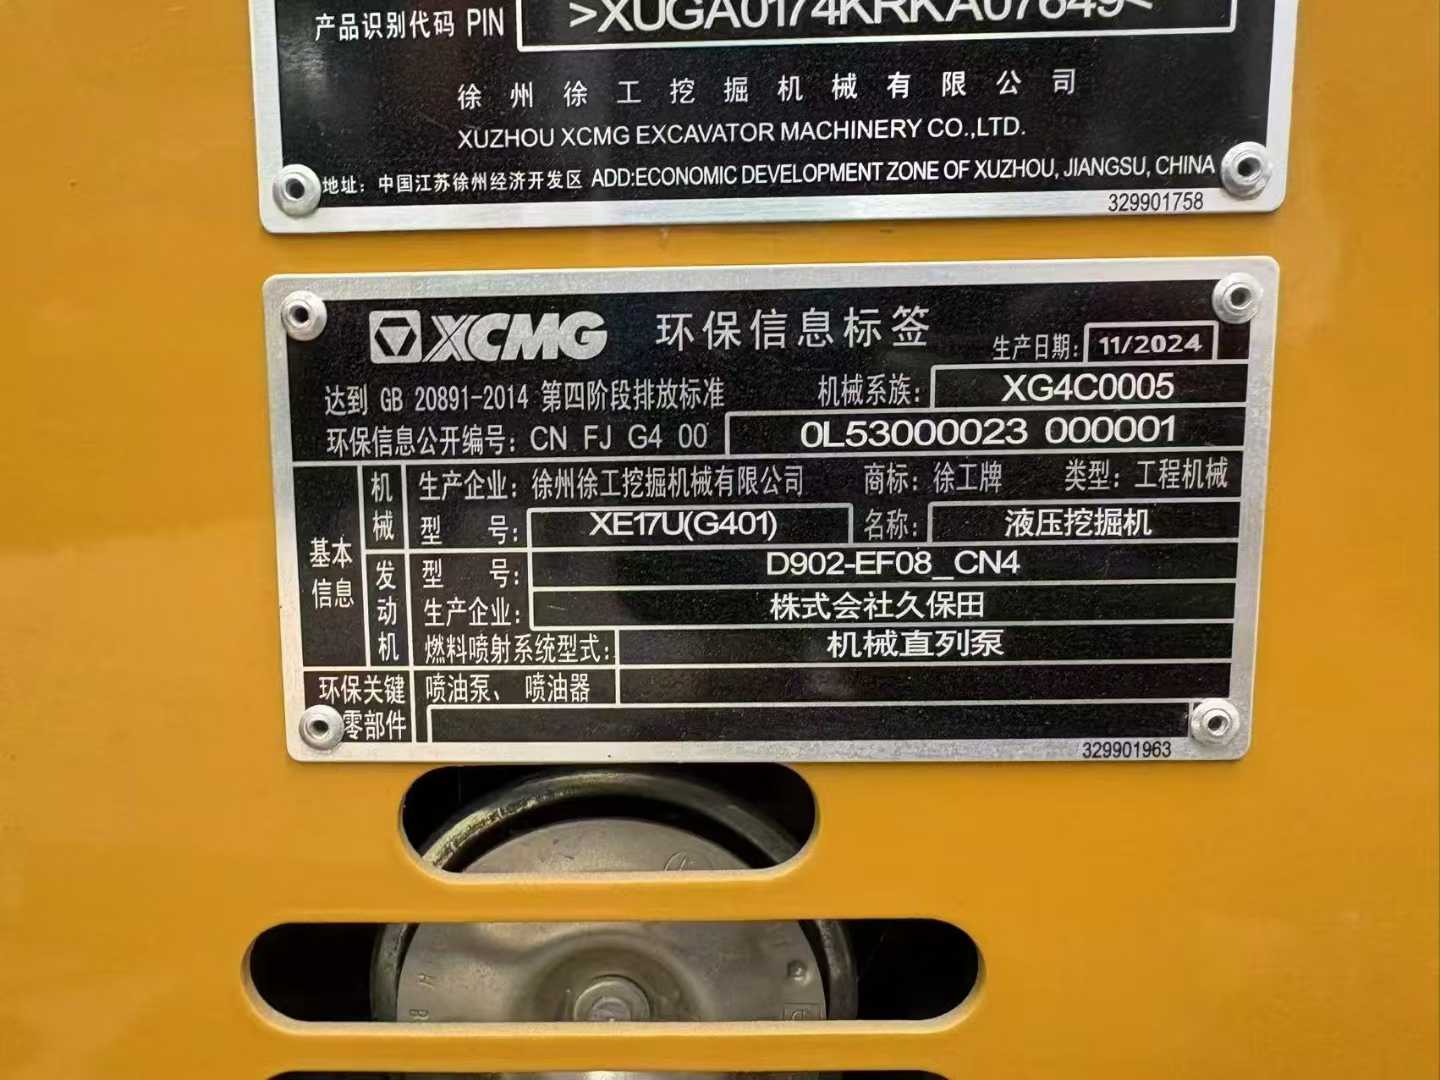 产品识别代码 PIN >XUGA0174KRKA07649<
徐州徐工挖掘机械有限公司
XUZHOU XCMG EXCAVATOR MACHINERY CO.,LTD.
地址：中国江苏徐州经济开发区 ADD:ECONOMIC DEVELOPMENT ZONE OF XUZHOU, JIANGSU, CHINA
329901758
XCMG 环保信息标签 生产日期：11/2024
达到 GB 20891-2014 第四阶段排放标准 机械系族：XG4C0005
环保信息公开编号：CN FJ G4 00 0L53000023 000001
基本信息
机械 生产企业：徐州徐工挖掘机械有限公司 商标：徐工牌 类型：工程机械
型号：XE17U(G401) 名称：液压挖掘机
发动机 型号：D902-EF08_CN4
生产企业：株式会社久保田
燃料喷射系统型式：机械直列泵
环保关键零部件 喷油泵、喷油器
329901963